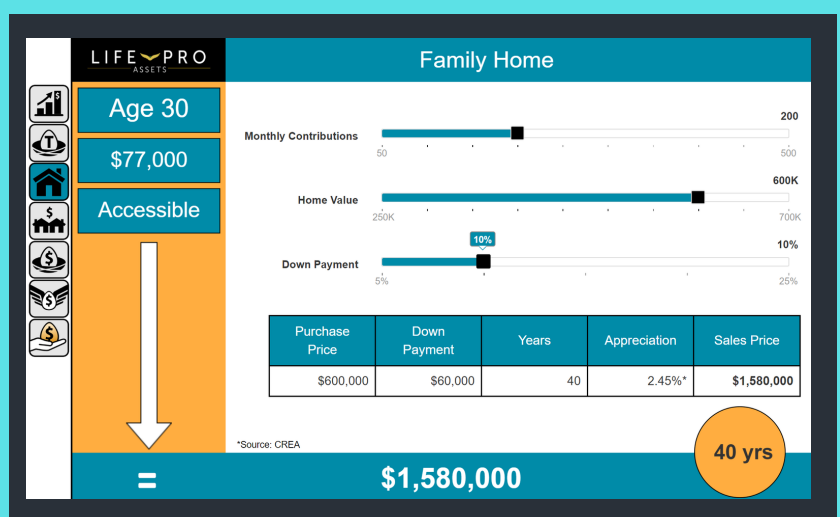 LIFE PRO
ASSETS
Family Home
Age 30
$77,000
Accessible
Monthly Contributions
200
50
500
Home Value
600K
250K
700K
Down Payment
10%
10%
5%
25%
Purchase Price
Down Payment
Years
Appreciation
Sales Price
$600,000
$60,000
40
2.45%*
$1,580,000
*Source: CREA
40 yrs
=
$1,580,000